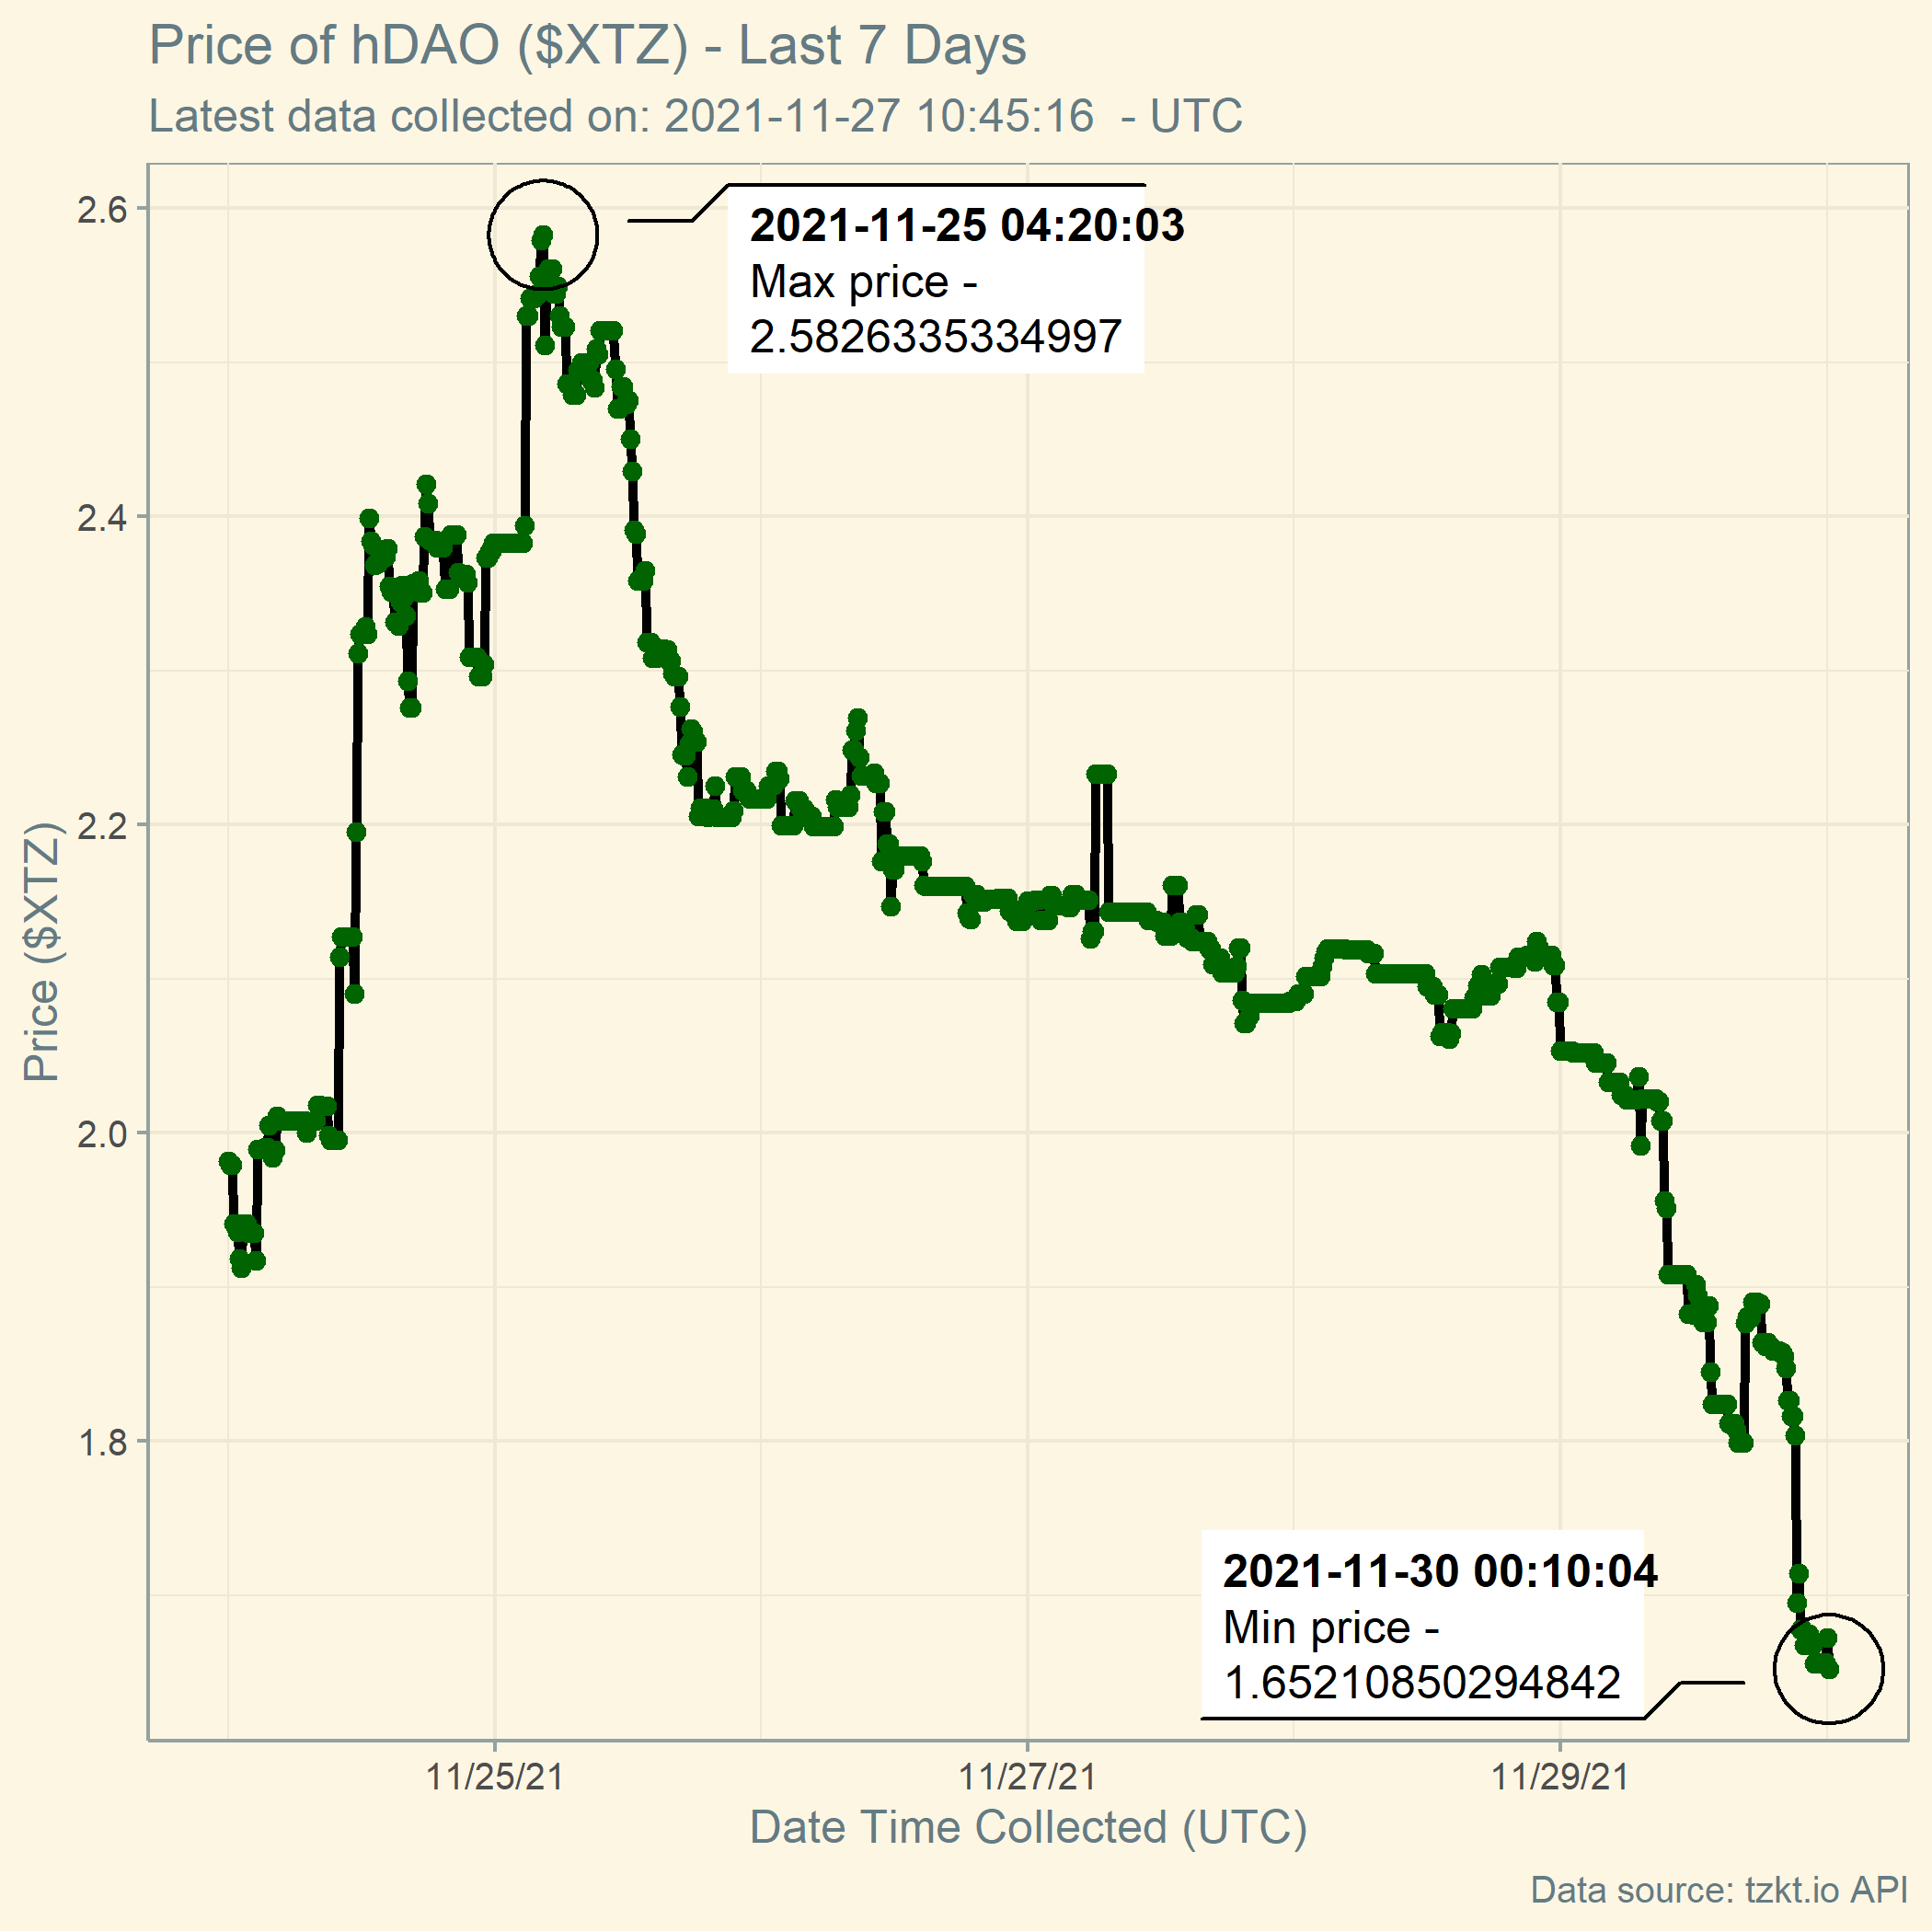 Price of hDAO ($XTZ) - Last 7 Days
Latest data collected on: 2021-11-27 10:45:16  - UTC
2021-11-25 04:20:03
Max price -
2.5826335334997
2.6
2.4
2.2
2.0
1.8
Price ($XTZ)
2021-11-30 00:10:04
Min price -
1.65210850294842
11/25/21
11/27/21
11/29/21
Date Time Collected (UTC)
Data source: tzkt.io API